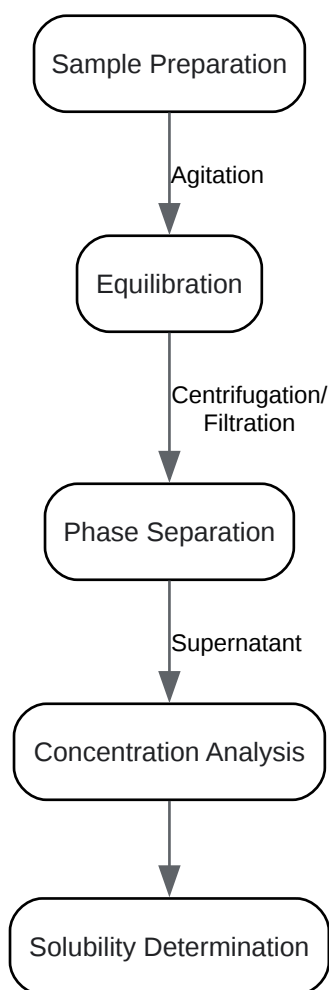 Sample Preparation
Agitation
Equilibration
Centrifugation/
Filtration
Phase Separation
Supernatant
Concentration Analysis
Solubility Determination